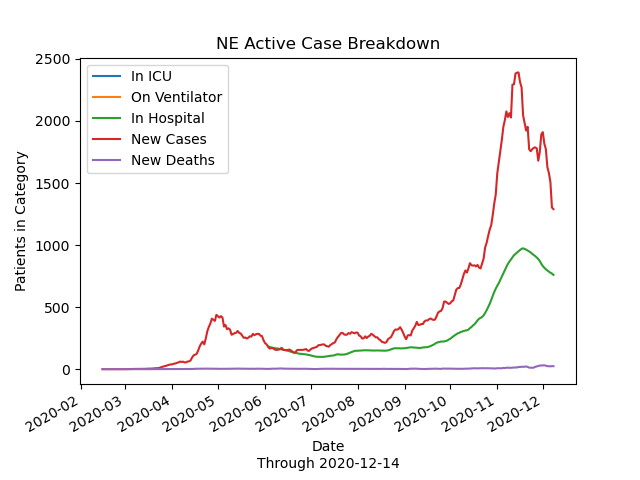 NE Active Case Breakdown
In ICU
On Ventilator
In Hospital
New Cases
New Deaths
Patients in Category
2500
2000
1500
1000
500
0
2020-02
2020-03
2020-04
2020-05
2020-06
2020-07
2020-08
2020-09
2020-10
2020-11
2020-12
Date
Through 2020-12-14